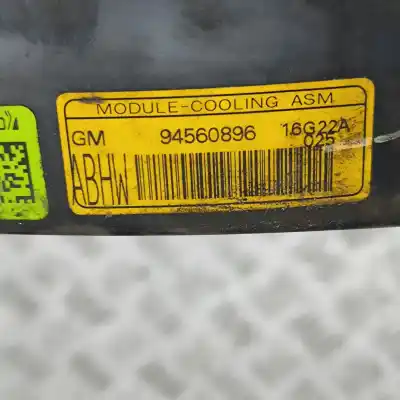 MODULE-COOLING ASM
GM 94560896 16G22A
025
ABHW